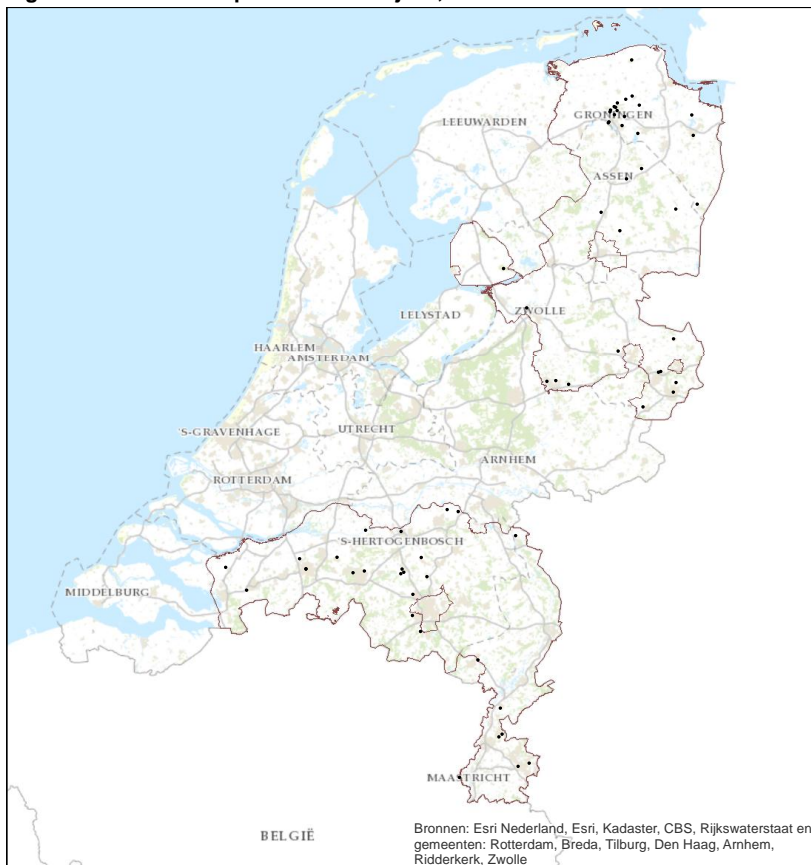 LEEUWARDEN
GRONINGEN
ASSEN
LELYSTAD
ZWOLLE
HAARLEM
AMSTERDAM
'S-GRAVENHAGE
UTRECHT
ARNHEM
ROTTERDAM
'S-HERTOGENBOSCH
MIDDELBURG
MAASTRICHT
BELGIË
Bronnen: Esri Nederland, Esri, Kadaster, CBS, Rijkswaterstaat en
gemeenten: Rotterdam, Breda, Tilburg, Den Haag, Arnhem,
Ridderkerk, Zwolle